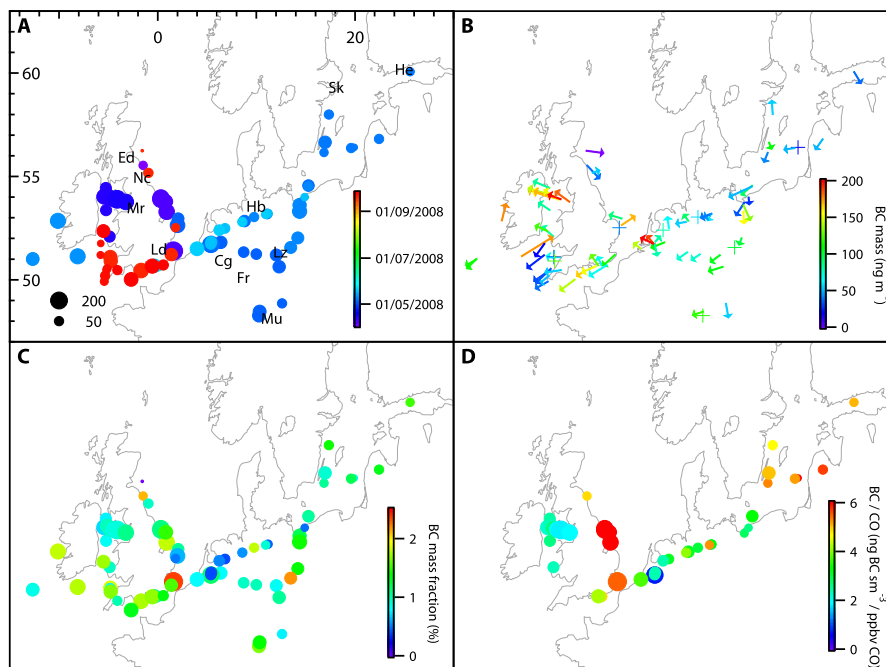 A
0
20
60
55
50
He
Sk
Ed
Nc
Mr
Hb
Ld
Cg
Lz
Fr
Mu
200
50
01/09/2008
01/07/2008
01/05/2008
B
BC mass (ng m⁻
200
150
100
50
0
C
BC mass fraction (%)
2
1
0
D
BC / CO (ng BC sm⁻³ / ppbv CO)
6
4
2
0